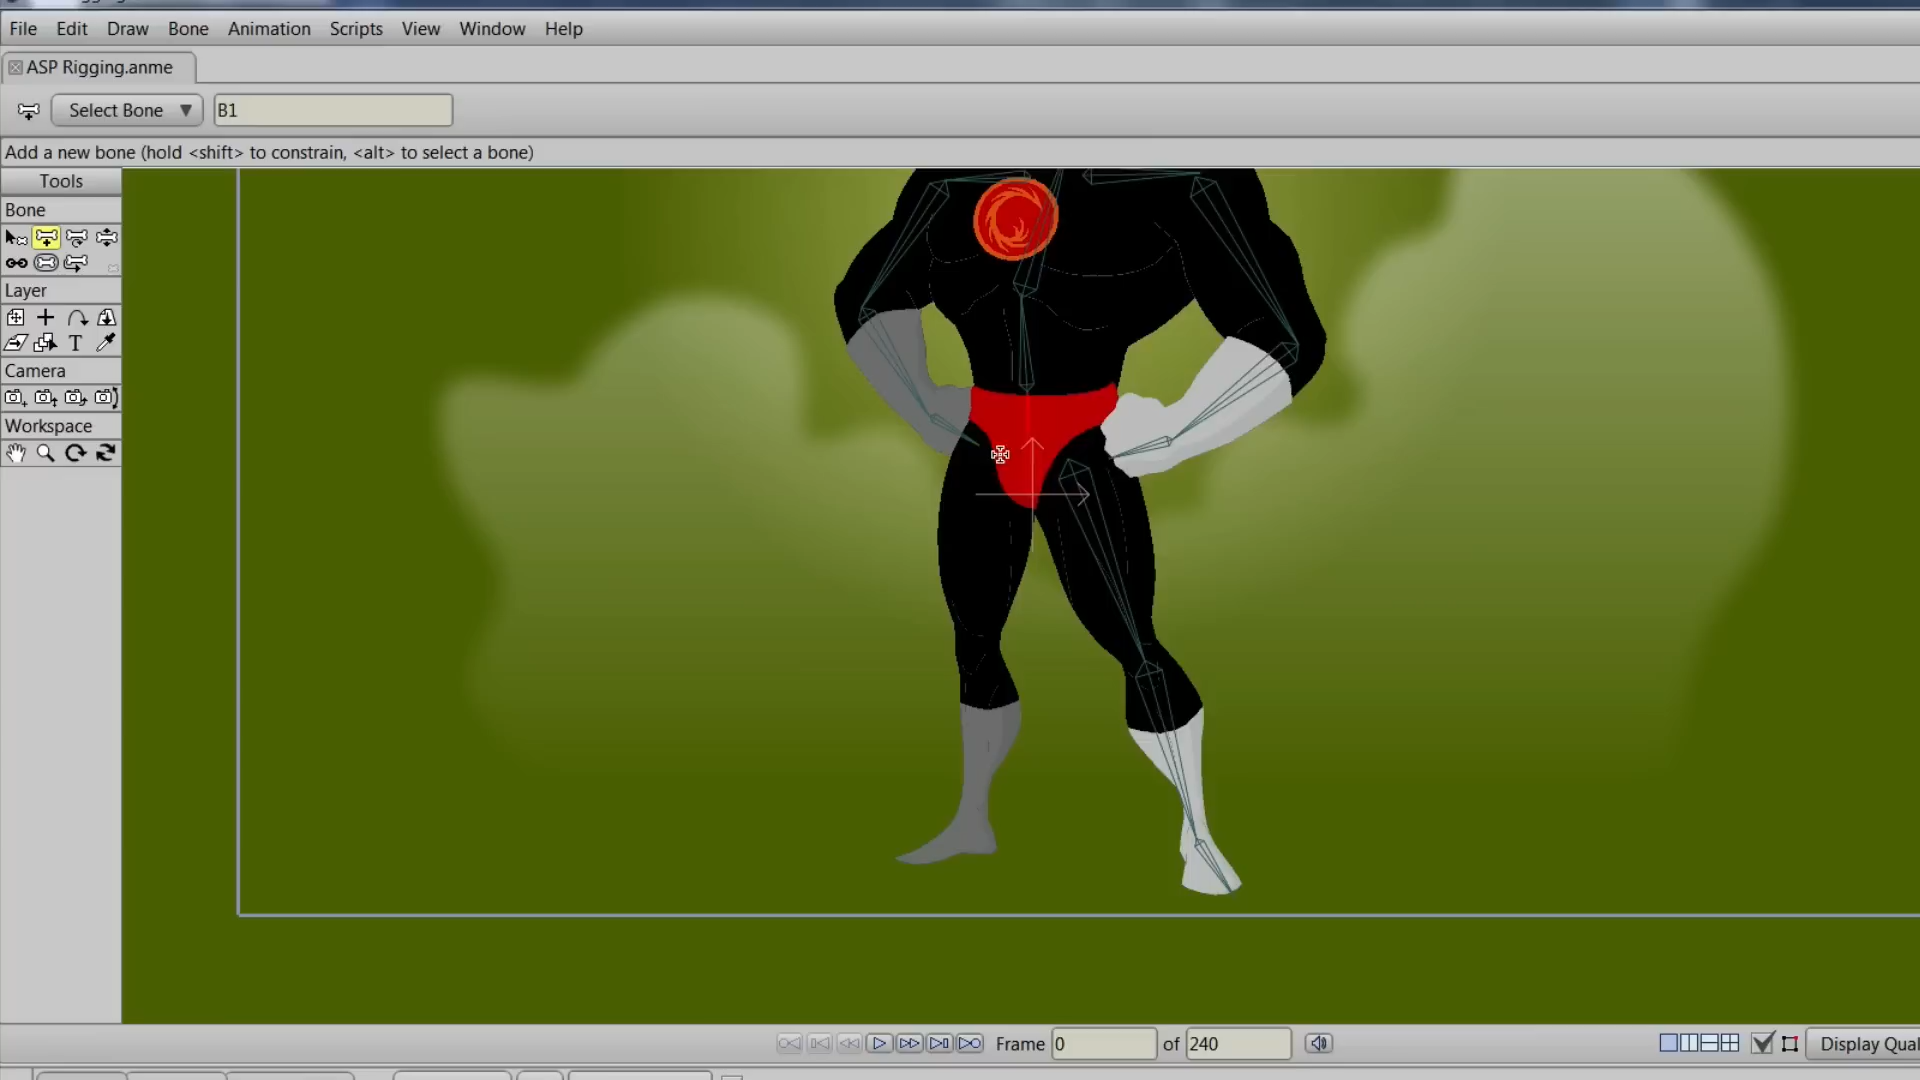 File Edit Draw Bone Animation Scripts View Window Help
ASP Rigging.anme
Select Bone B1
Add a new bone (hold <shift> to constrain, <alt> to select a bone)
Tools
Bone
Layer
T
Camera
Workspace
Frame 0 of 240
Display Qual